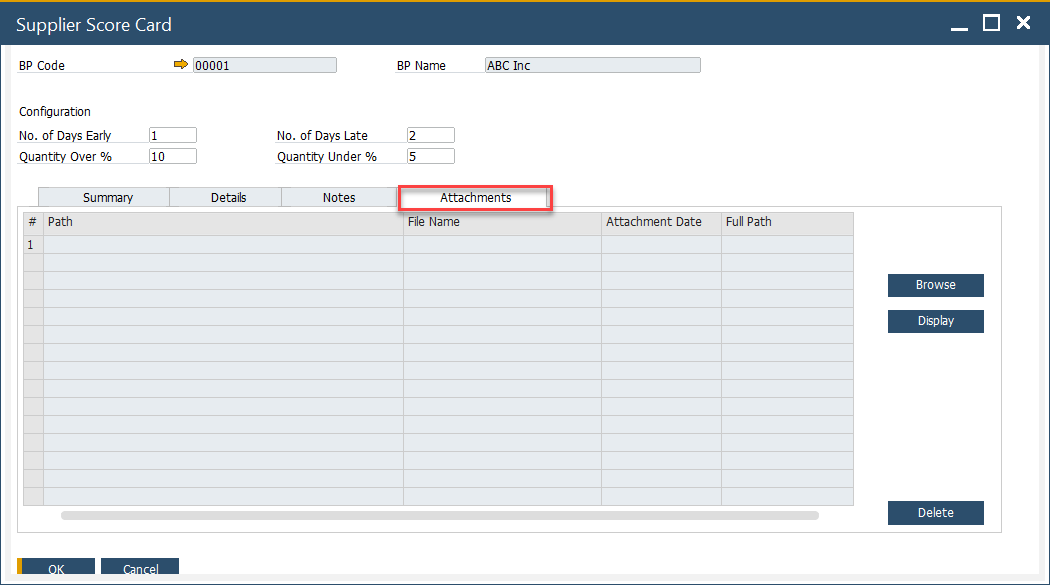 Supplier Score Card
BP Code 00001 BP Name ABC Inc
Configuration
No. of Days Early 1 No. of Days Late 2
Quantity Over % 10 Quantity Under % 5
Summary Details Notes Attachments
# Path File Name Attachment Date Full Path
1
Browse
Display
Delete
OK Cancel